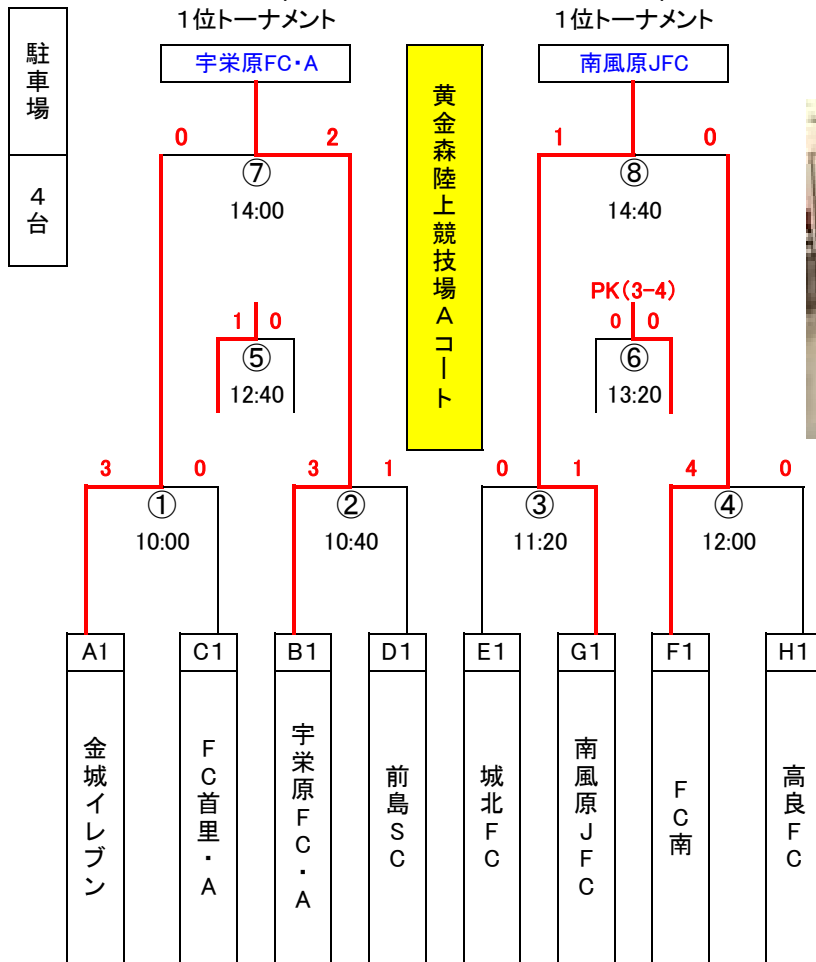 1位トーナメント
1位トーナメント
駐車場
4台
宇栄原FC・A
南風原JFC
黄金森陸上競技場Aコート
0
2
⑦
14:00
1
0
⑧
14:40
1
0
⑤
12:40
PK(3-4)
0
0
⑥
13:20
3
0
①
10:00
3
1
②
10:40
0
1
③
11:20
4
0
④
12:00
A1
C1
B1
D1
E1
G1
F1
H1
金城イレブン
FC首里・A
宇栄原FC・A
前島SC
城北FC
南風原JFC
FC南
高良FC